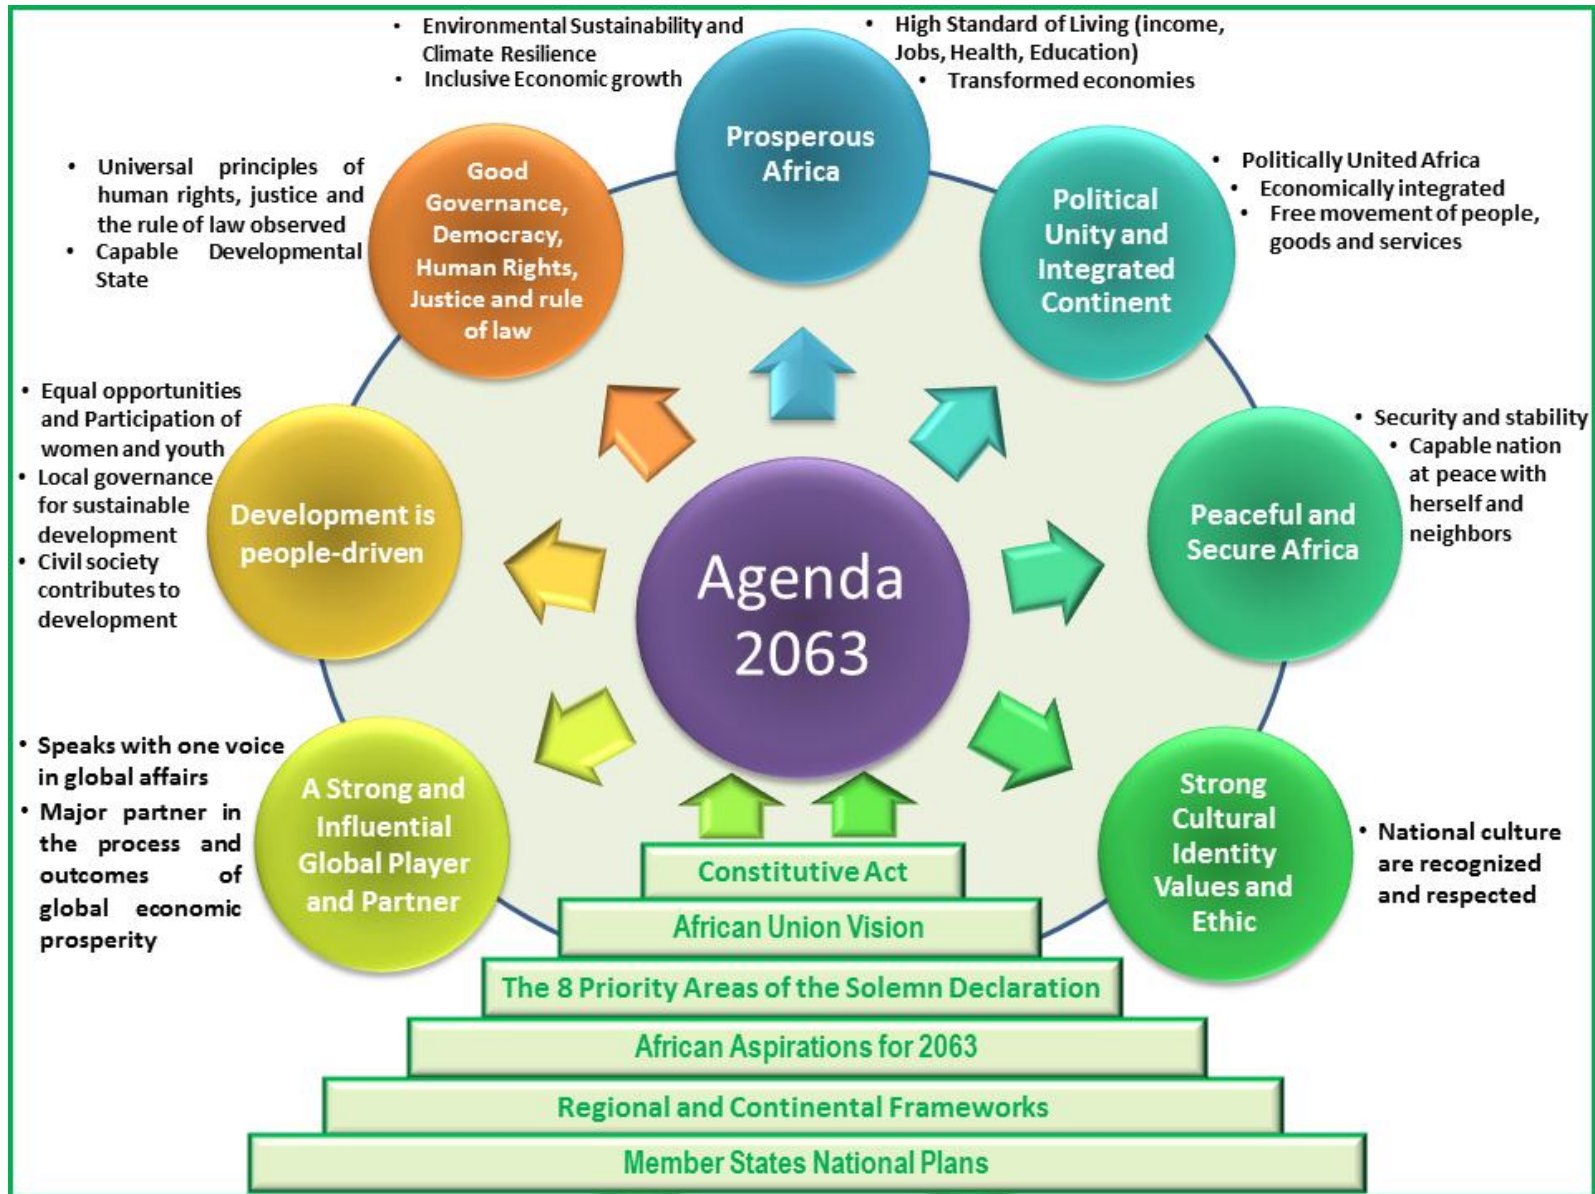 • Environmental Sustainability and
Climate Resilience
• Inclusive Economic growth
• High Standard of Living (income,
Jobs, Health, Education)
• Transformed economies
Prosperous
Africa
• Universal principles of
human rights, justice and
the rule of law observed
• Capable Developmental
State
Good
Governance,
Democracy,
Human Rights,
Justice and rule
of law
Political
Unity and
Integrated
Continent
• Politically United Africa
• Economically integrated
• Free movement of people,
goods and services
• Equal opportunities
and Participation of
women and youth
• Local governance
for sustainable
development
• Civil society
contributes to
development
Development is
people-driven
Agenda
2063
Peaceful and
Secure Africa
• Security and stability
• Capable nation
at peace with
herself and
neighbors
• Speaks with one voice
in global affairs
• Major partner in
the process and
outcomes of
global economic
prosperity
A Strong and
Influential
Global Player
and Partner
Strong
Cultural
Identity
Values and
Ethic
• National culture
are recognized
and respected
Constitutive Act
African Union Vision
The 8 Priority Areas of the Solemn Declaration
African Aspirations for 2063
Regional and Continental Frameworks
Member States National Plans